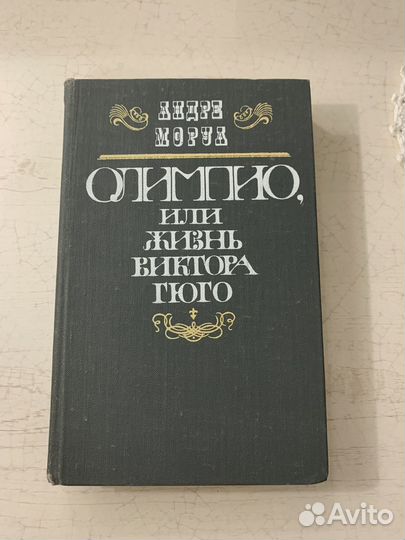 АНДРЕ
МОРУА
ОЛИМПИО,
ИЛИ
ЖИЗНЬ
ВИКТОРА
ГЮГО
Avito